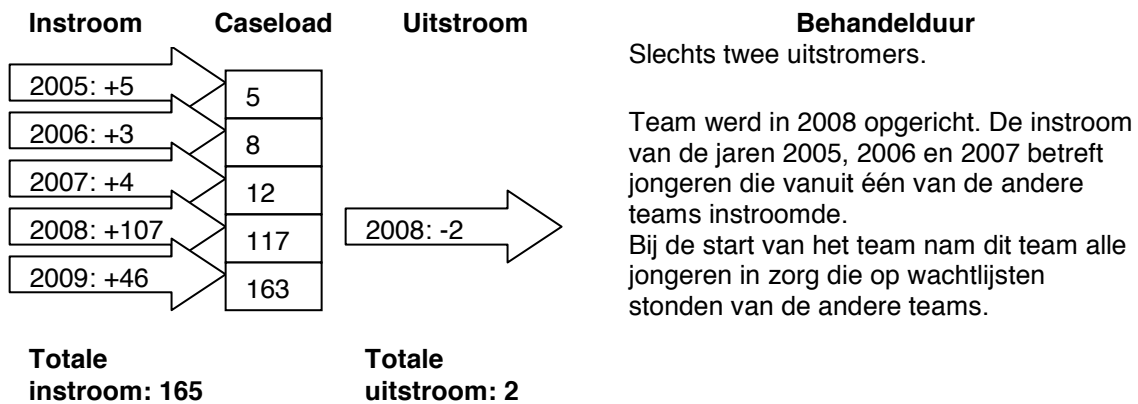 Instroom Caseload Uitstroom Behandelduur
Slechts twee uitstromers.
2005: +5
5
2006: +3
8
2007: +4
12
2008: +107
117
2008: -2
2009: +46
163
Team werd in 2008 opgericht. De instroom
van de jaren 2005, 2006 en 2007 betreft
jongeren die vanuit één van de andere
teams instroomde.
Bij de start van het team nam dit team alle
jongeren in zorg die op wachtlijsten
stonden van de andere teams.
Totale
instroom: 165
Totale
uitstroom: 2